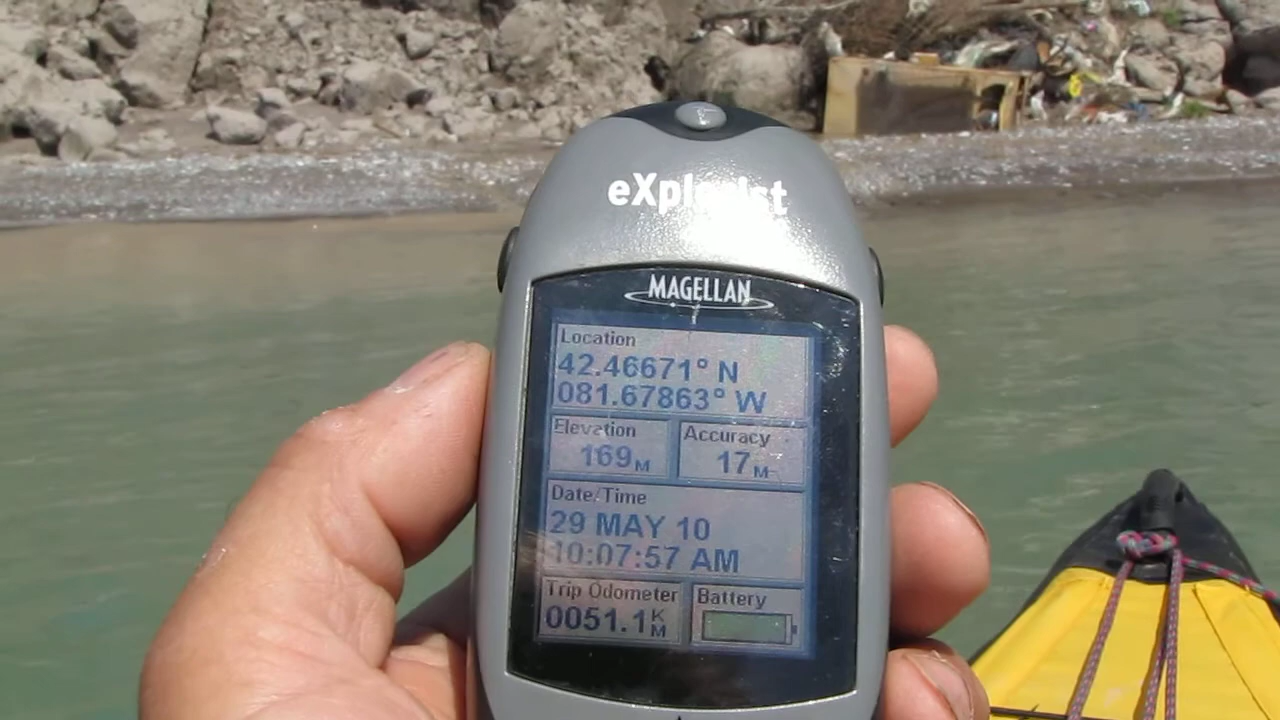 eXplorist
MAGELLAN
Location
42.46671° N
081.67863° W
Elevation
169M
Accuracy
17M
Date/Time
29 MAY 10
10:07:57 AM
Trip Odometer
0051.1KM
Battery